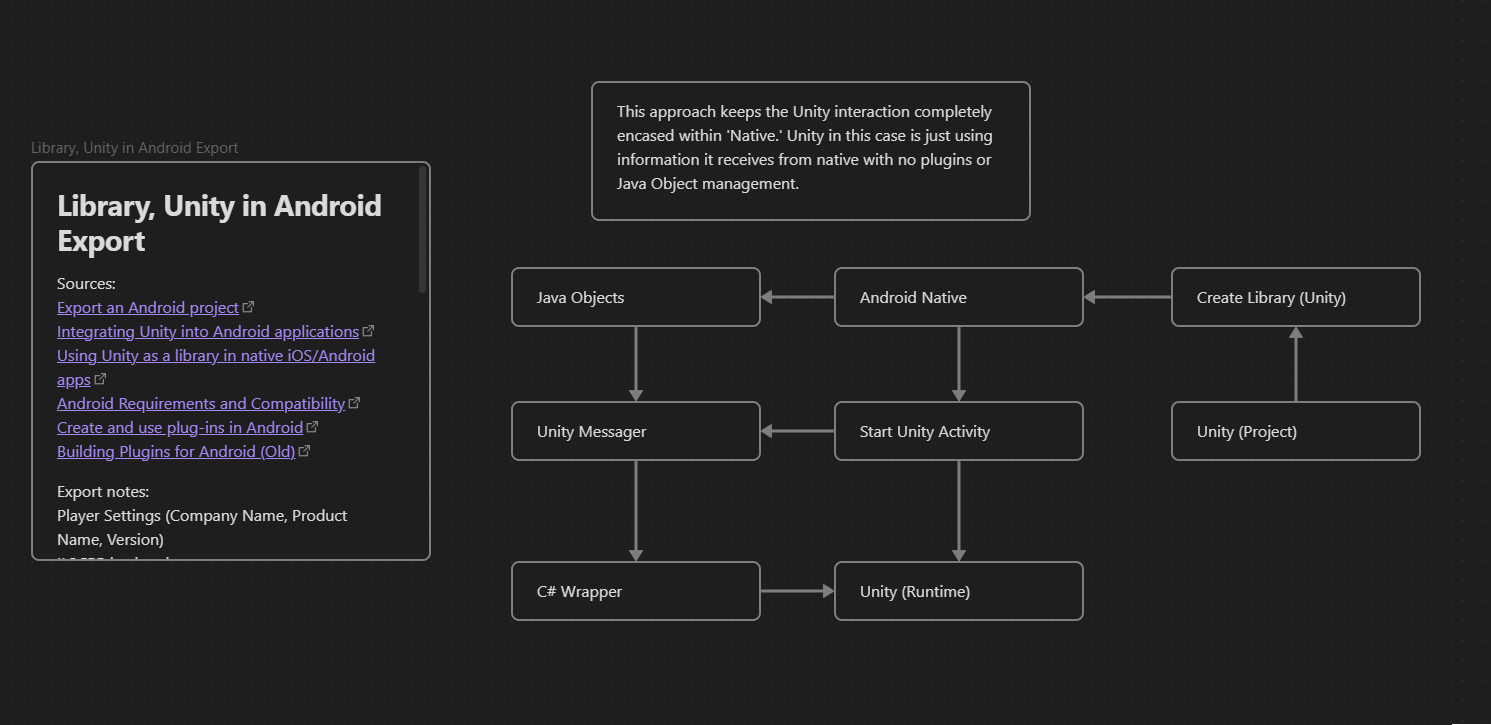 Library, Unity in Android Export
Library, Unity in Android
Export
Sources:
Export an Android project
Integrating Unity into Android applications
Using Unity as a library in native iOS/Android
apps
Android Requirements and Compatibility
Create and use plug-ins in Android
Building Plugins for Android (Old)
Export notes:
Player Settings (Company Name, Product
Name, Version)
This approach keeps the Unity interaction completely
encased within 'Native.' Unity in this case is just using
information it receives from native with no plugins or
Java Object management.
Java Objects
Android Native
Create Library (Unity)
Unity Messager
Start Unity Activity
Unity (Project)
C# Wrapper
Unity (Runtime)